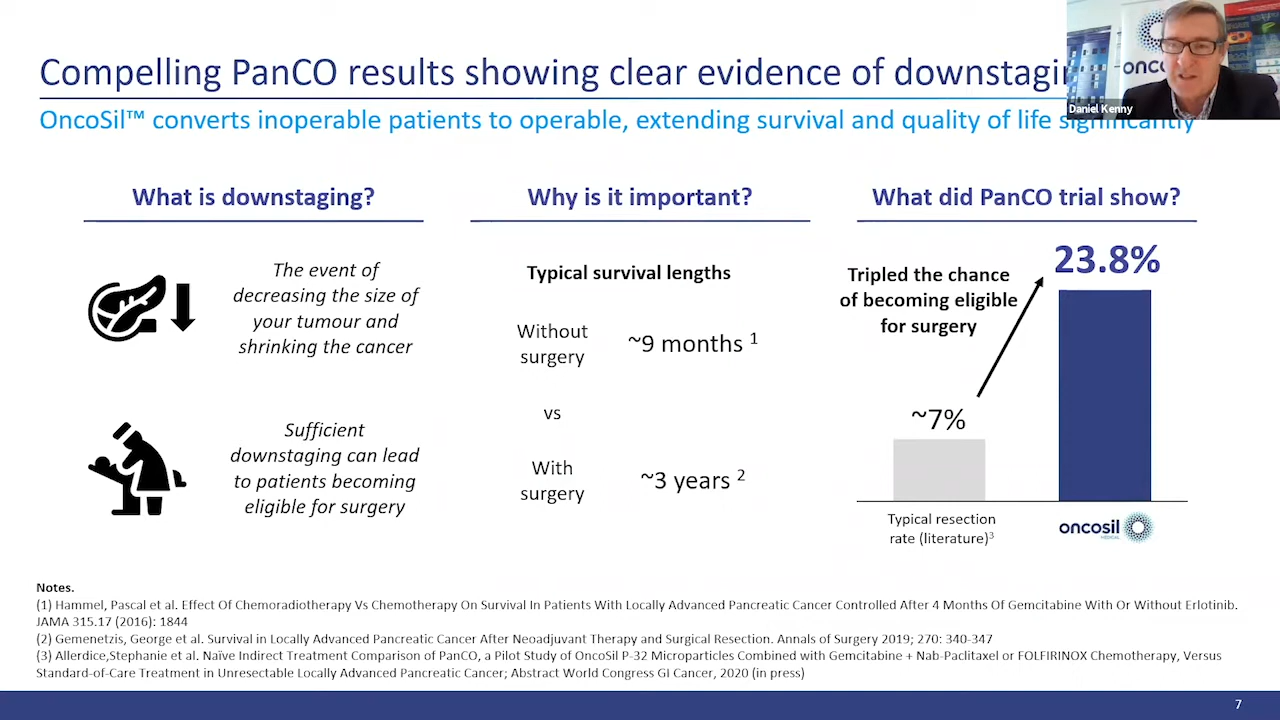 Compelling PanCO results showing clear evidence of
Daniel Kenny
OncoSil™ converts inoperable patients to operable, extending survival and quality of life significantly
What is downstaging?
The event of
decreasing the size of
your tumour and
shrinking the cancer
Sufficient
downstaging can lead
to patients becoming
eligible for surgery
Why is it important?
Typical survival lengths
Without
surgery
~9 months 1
vs
With
surgery
~3 years 2
What did PanCO trial show?
Tripled the chance
of becoming eligible
for surgery
23.8%
~7%
Typical resection
rate (literature)3
oncosil
MEDICAL
Notes.
(1) Hammel, Pascal et al. Effect Of Chemoradiotherapy Vs Chemotherapy On Survival In Patients With Locally Advanced Pancreatic Cancer Controlled After 4 Months Of Gemcitabine With Or Without Erlotinib.
JAMA 315.17 (2016): 1844
(2) Gemenetzis, George et al. Survival in Locally Advanced Pancreatic Cancer After Neoadjuvant Therapy and Surgical Resection. Annals of Surgery 2019; 270: 340-347
(3) Allerdice,Stephanie et al. Naïve Indirect Treatment Comparison of PanCO, a Pilot Study of OncoSil P-32 Microparticles Combined with Gemcitabine + Nab-Paclitaxel or FOLFIRINOX Chemotherapy, Versus
Standard-of-Care Treatment in Unresectable Locally Advanced Pancreatic Cancer; Abstract World Congress GI Cancer, 2020 (in press)
7